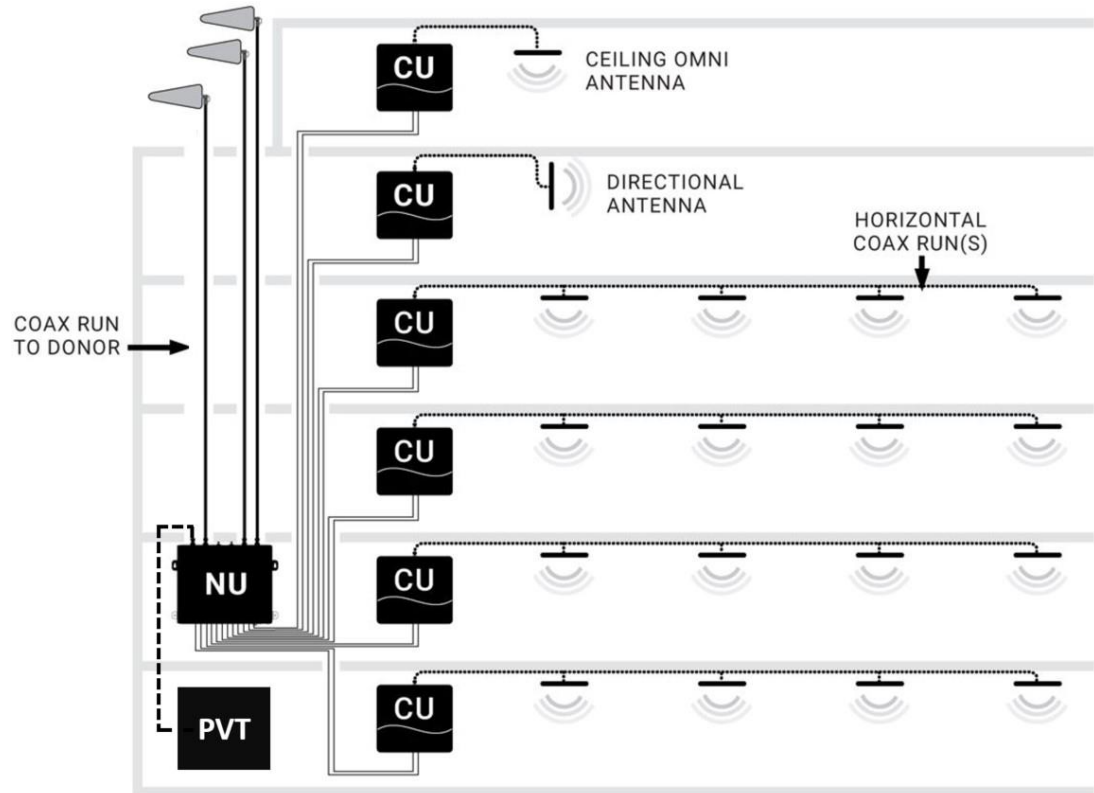 CU
CEILING OMNI
ANTENNA
CU
DIRECTIONAL
ANTENNA
HORIZONTAL
COAX RUN(S)
CU
COAX RUN
TO DONOR
CU
NU
CU
PVT
CU